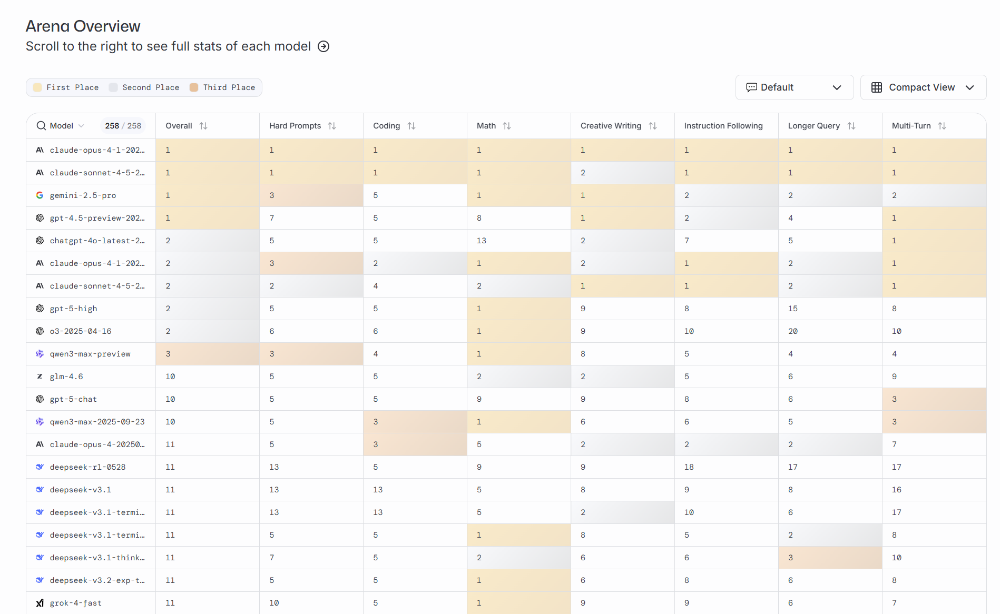 Arena Overview
Scroll to the right to see full stats of each model
First Place Second Place Third Place
Default
Compact View
Model 258 / 258 Overall Hard Prompts Coding Math Creative Writing Instruction Following Longer Query Multi-Turn
claude-opus-4-1-202… 1 1 1 1 1 1 1 1
claude-sonnet-4-5-2… 1 1 1 1 2 1 1 1
gemini-2.5-pro 1 3 5 1 1 2 2 2
gpt-4.5-preview-202… 1 7 5 8 1 2 4 1
chatgpt-4o-latest-2… 2 5 5 13 2 7 5 1
claude-opus-4-1-202… 2 3 2 1 2 1 2 1
claude-sonnet-4-5-2… 2 2 4 2 1 1 2 1
gpt-5-high 2 5 5 1 9 8 15 8
o3-2025-04-16 2 6 6 1 9 10 20 10
qwen3-max-preview 3 3 4 1 8 5 4 4
glm-4.6 10 5 5 2 2 5 6 9
gpt-5-chat 10 5 5 9 9 8 6 3
qwen3-max-2025-09-23 10 5 3 1 6 6 5 3
claude-opus-4-20250… 11 5 3 5 2 2 2 7
deepseek-r1-0528 11 13 5 9 9 18 17 17
deepseek-v3.1 11 13 13 5 8 9 8 16
deepseek-v3.1-termi… 11 13 13 5 2 10 6 17
deepseek-v3.1-termi… 11 5 5 1 8 5 2 8
deepseek-v3.1-think… 11 7 5 2 6 6 3 10
deepseek-v3.2-exp-t… 11 5 5 1 6 8 6 8
grok-4-fast 11 10 5 1 9 9 6 7